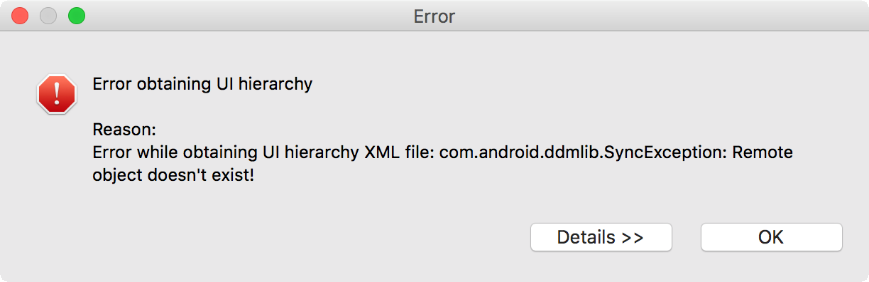 Error
Error obtaining UI hierarchy
Reason:
Error while obtaining UI hierarchy XML file: com.android.ddmlib.SyncException: Remote
object doesn't exist!
Details >>
OK